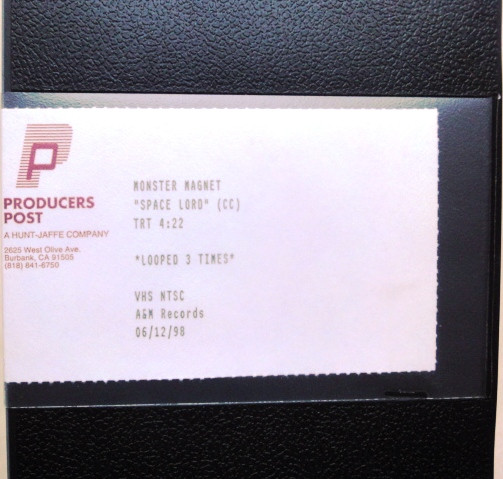 P
PRODUCERS
POST
A HUNT-JAFFE COMPANY
2625 West Olive Ave.
Burbank, CA 91505
(818) 841-6750
MONSTER MAGNET
"SPACE LORD" (CC)
TRT 4:22
*LOOPED 3 TIMES*
VHS NTSC
A&M Records
06/12/98